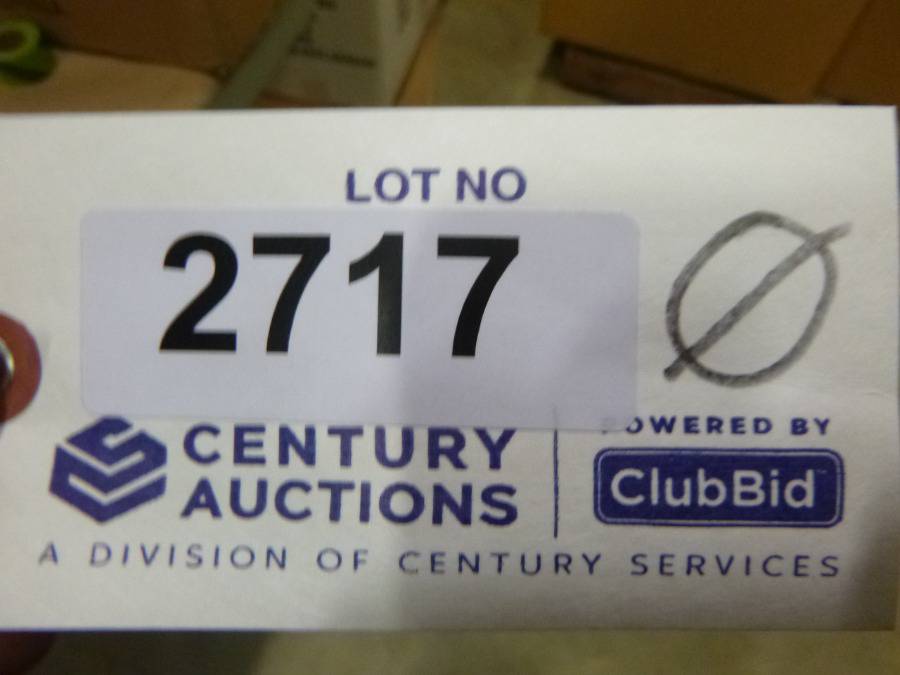 LOT NO
2717
Ø
CENTURY
AUCTIONS
POWERED BY
ClubBid
A DIVISION OF CENTURY SERVICES